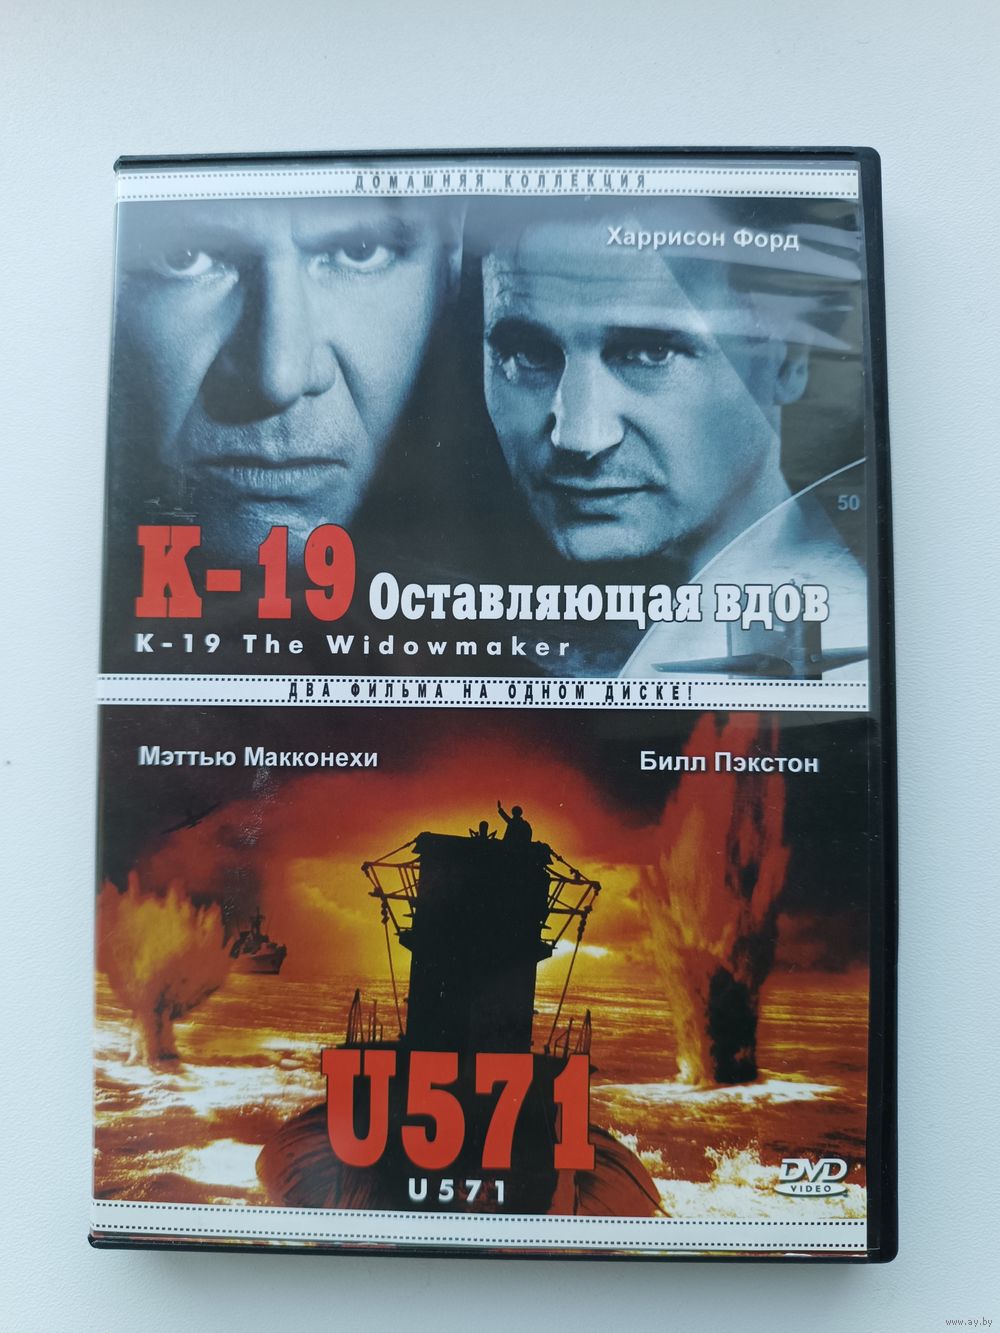 ДОМАШНЯЯ КОЛЛЕКЦИЯ
Харрисон Форд
50
К-19 Оставляющая вдов
K-19 The Widowmaker
ДВА ФИЛЬМА НА ОДНОМ ДИСКЕ!
Мэттью Макконехи
Билл Пэкстон
U571
U571
DVD
VIDEO
www.ay.by